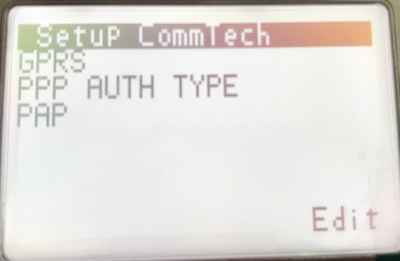 Setup CommTech
GPRS
PPP AUTH TYPE
PAP
Edit